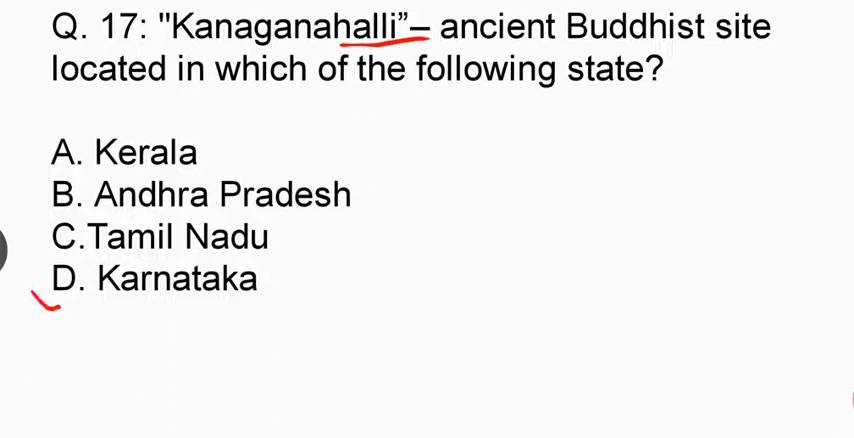 Q. 17: "Kanaganahalli”– ancient Buddhist site
located in which of the following state?
A. Kerala
B. Andhra Pradesh
C.Tamil Nadu
D. Karnataka